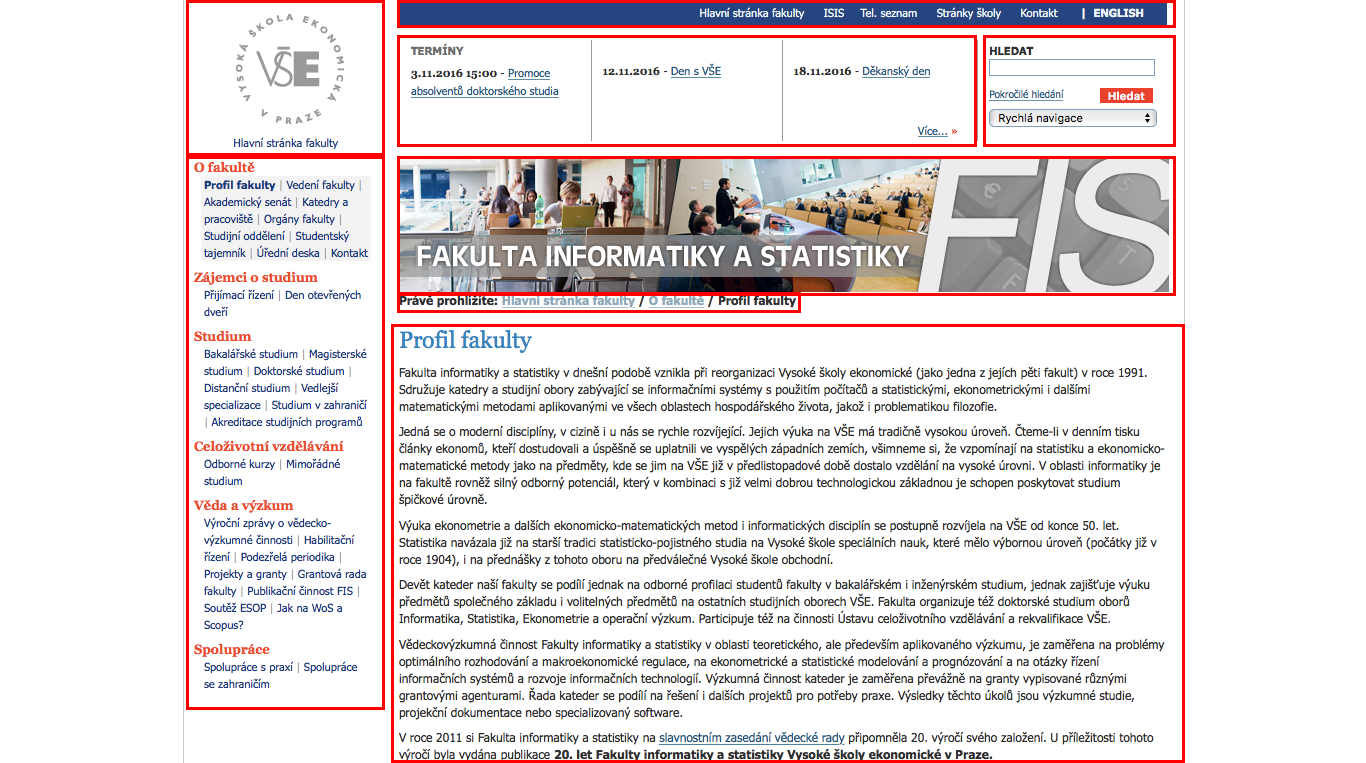 VYSOKÁ ŠKOLA EKONOMICKÁ V PRAZE
VŠE
Hlavní stránka fakulty
Hlavní stránka fakulty ISIS Tel. seznam Stránky školy Kontakt | ENGLISH
TERMÍNY
3.11.2016 15:00 - Promoce
absolventů doktorského studia
12.11.2016 - Den s VŠE
18.11.2016 - Děkanský den
Více... »
HLEDAT
Pokročilé hledání
Hledat
Rychlá navigace
O fakultě
Profil fakulty | Vedení fakulty |
Akademický senát | Katedry a
pracoviště | Orgány fakulty |
Studijní oddělení | Studentský
tajemník | Úřední deska | Kontakt
Zájemci o studium
Přijímací řízení | Den otevřených
dveří
Studium
Bakalářské studium | Magisterské
studium | Doktorské studium |
Distanční studium | Vedlejší
specializace | Studium v zahraničí
| Akreditace studijních programů
Celoživotní vzdělávání
Odborné kurzy | Mimořádné
studium
Věda a výzkum
Výroční zprávy o vědecko-
výzkumné činnosti | Habilitační
řízení | Podezřelá periodika |
Projekty a granty | Grantová rada
fakulty | Publikační činnost FIS |
Soutěž ESOP | Jak na WoS a
Scopus?
Spolupráce
Spolupráce s praxí | Spolupráce
se zahraničím
FAKULTA INFORMATIKY A STATISTIKY
FIS
Právě prohlížíte: Hlavní stránka fakulty / O fakultě / Profil fakulty
Profil fakulty
Fakulta informatiky a statistiky v dnešní podobě vznikla při reorganizaci Vysoké školy ekonomické (jako jedna z jejích pěti fakult) v roce 1991.
Sdružuje katedry a studijní obory zabývající se informačními systémy s použitím počítačů a statistickými, ekonometrickými i dalšími
matematickými metodami aplikovanými ve všech oblastech hospodářského života, jakož i problematikou filozofie.
Jedná se o moderní disciplíny, v cizině i u nás se rychle rozvíjející. Jejich výuka na VŠE má tradičně vysokou úroveň. Čteme-li v denním tisku
články ekonomů, kteří dostudovali a úspěšně se uplatnili ve vyspělých západních zemích, všimneme si, že vzpomínají na statistiku a ekonomicko-
matematické metody jako na předměty, kde se jim na VŠE již v předlistopadové době dostalo vzdělání na vysoké úrovni. V oblasti informatiky je
na fakultě rovněž silný odborný potenciál, který v kombinaci s již velmi dobrou technologickou základnou je schopen poskytovat studium
špičkové úrovně.
Výuka ekonometrie a dalších ekonomicko-matematických metod i informatických disciplín se postupně rozvíjela na VŠE od konce 50. let.
Statistika navázala již na starší tradici statisticko-pojistného studia na Vysoké škole speciálních nauk, které mělo výbornou úroveň (počátky již v
roce 1904), i na přednášky z tohoto oboru na předválečné Vysoké škole obchodní.
Devět kateder naší fakulty se podílí jednak na odborné profilaci studentů fakulty v bakalářském i inženýrském studium, jednak zajišťuje výuku
předmětů společného základu i volitelných předmětů na ostatních studijních oborech VŠE. Fakulta organizuje též doktorské studium oborů
Informatika, Statistika, Ekonometrie a operační výzkum. Participuje též na činnosti Ústavu celoživotního vzdělávání a rekvalifikace VŠE.
Vědeckovýzkumná činnost Fakulty informatiky a statistiky v oblasti teoretického, ale především aplikovaného výzkumu, je zaměřena na problémy
optimálního rozhodování a makroekonomické regulace, na ekonometrické a statistické modelování a prognózování a na otázky řízení
informačních systémů a rozvoje informačních technologií. Výzkumná činnost kateder je zaměřena převážně na granty vypisované různými
grantovými agenturami. Řada kateder se podílí na řešení i dalších projektů pro potřeby praxe. Výsledky těchto úkolů jsou výzkumné studie,
projekční dokumentace nebo specializovaný software.
V roce 2011 si Fakulta informatiky a statistiky na slavnostním zasedání vědecké rady připomněla 20. výročí svého založení. U příležitosti tohoto
výročí byla vydána publikace 20. let Fakulty informatiky a statistiky Vysoké školy ekonomické v Praze.